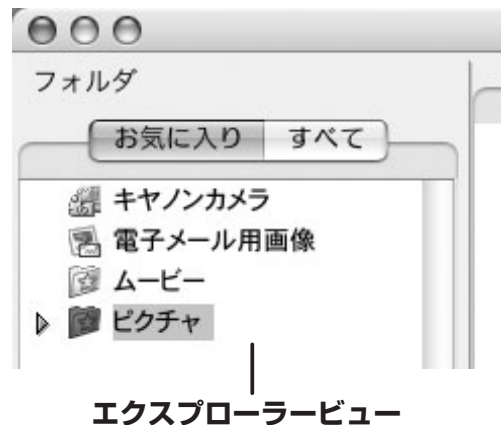 フォルダ
お気に入り すべて
キヤノンカメラ
電子メール用画像
ムービー
ピクチャ
エクスプローラービュー